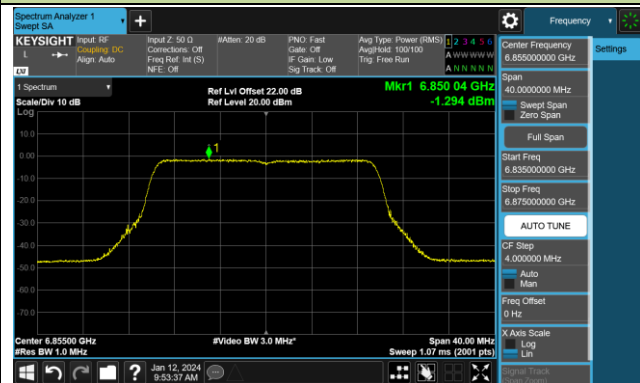 Spectrum Analyzer 1
Swept SA
Frequency
KEYSIGHT
L
LXI
Input: RF
Coupling: DC
Align: Auto
Input Z: 50 Ω
Corrections: Off
Freq Ref: Int (S)
NFE: Off
#Atten: 20 dB
PNO: Fast
Gate: Off
IF Gain: Low
Sig Track: Off
Avg Type: Power (RMS)
Avg|Hold: 100/100
Trig: Free Run
1 2 3 4 5 6
A W W W W W
A N N N N N
Center Frequency
6.855000000 GHz
Settings
Span
40.0000000 MHz
Swept Span
Zero Span
Full Span
Start Freq
6.835000000 GHz
Stop Freq
6.875000000 GHz
AUTO TUNE
CF Step
4.000000 MHz
Auto
Man
Freq Offset
0 Hz
X Axis Scale
Log
Lin
Signal Track
(Span Zoom)
1 Spectrum
Scale/Div 10 dB
Log
Ref Lvl Offset 22.00 dB
Ref Level 20.00 dBm
Mkr1 6.850 04 GHz
-1.294 dBm
1
10.0
0.00
-10.0
-20.0
-30.0
-40.0
-50.0
-60.0
-70.0
Center 6.85500 GHz
#Res BW 1.0 MHz
#Video BW 3.0 MHz*
Span 40.00 MHz
Sweep 1.07 ms (2001 pts)
?
Jan 12, 2024
9:53:37 AM